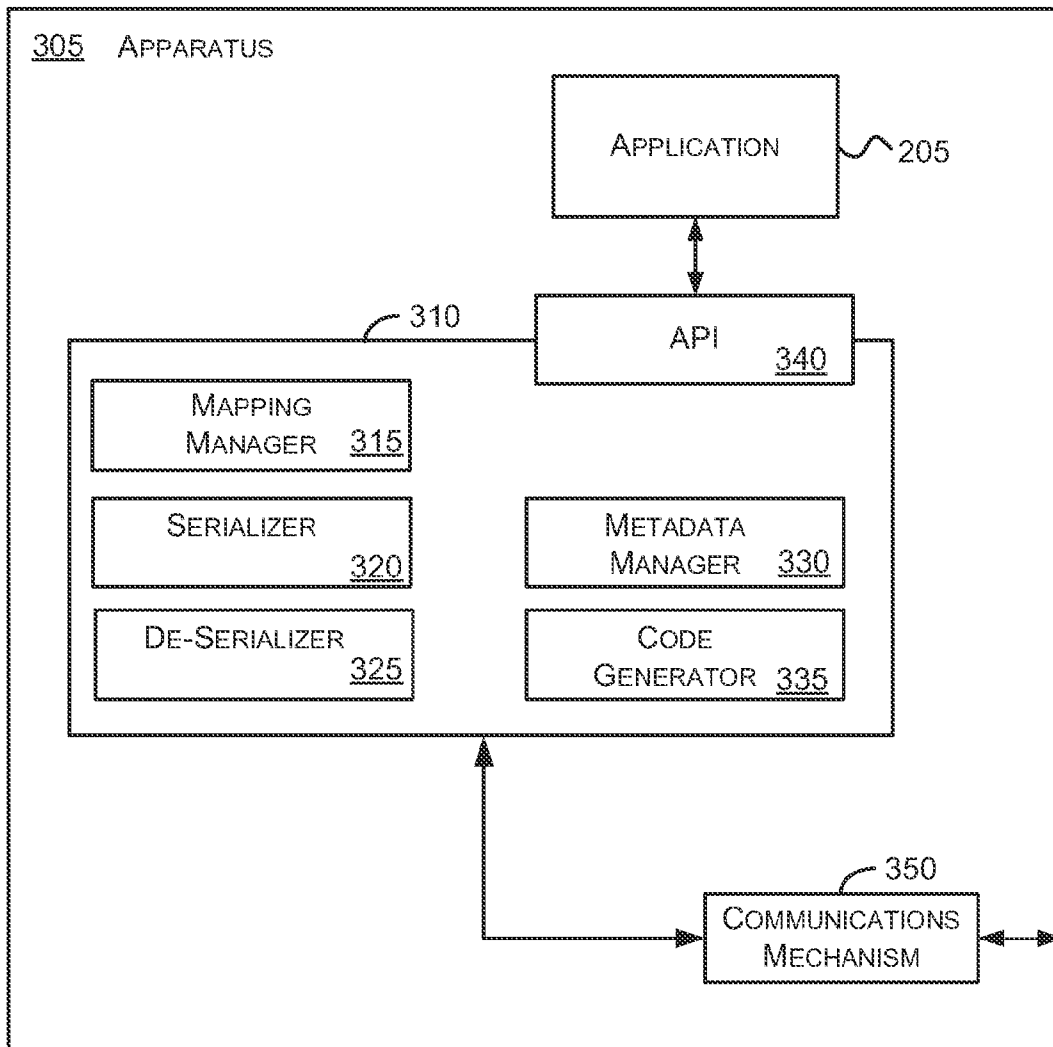 305 APPARATUS
APPLICATION
205
310
API
340
MAPPING
MANAGER 315
SERIALIZER
320
DE-SERIALIZER
325
METADATA
MANAGER 330
CODE
GENERATOR 335
350
COMMUNICATIONS
MECHANISM